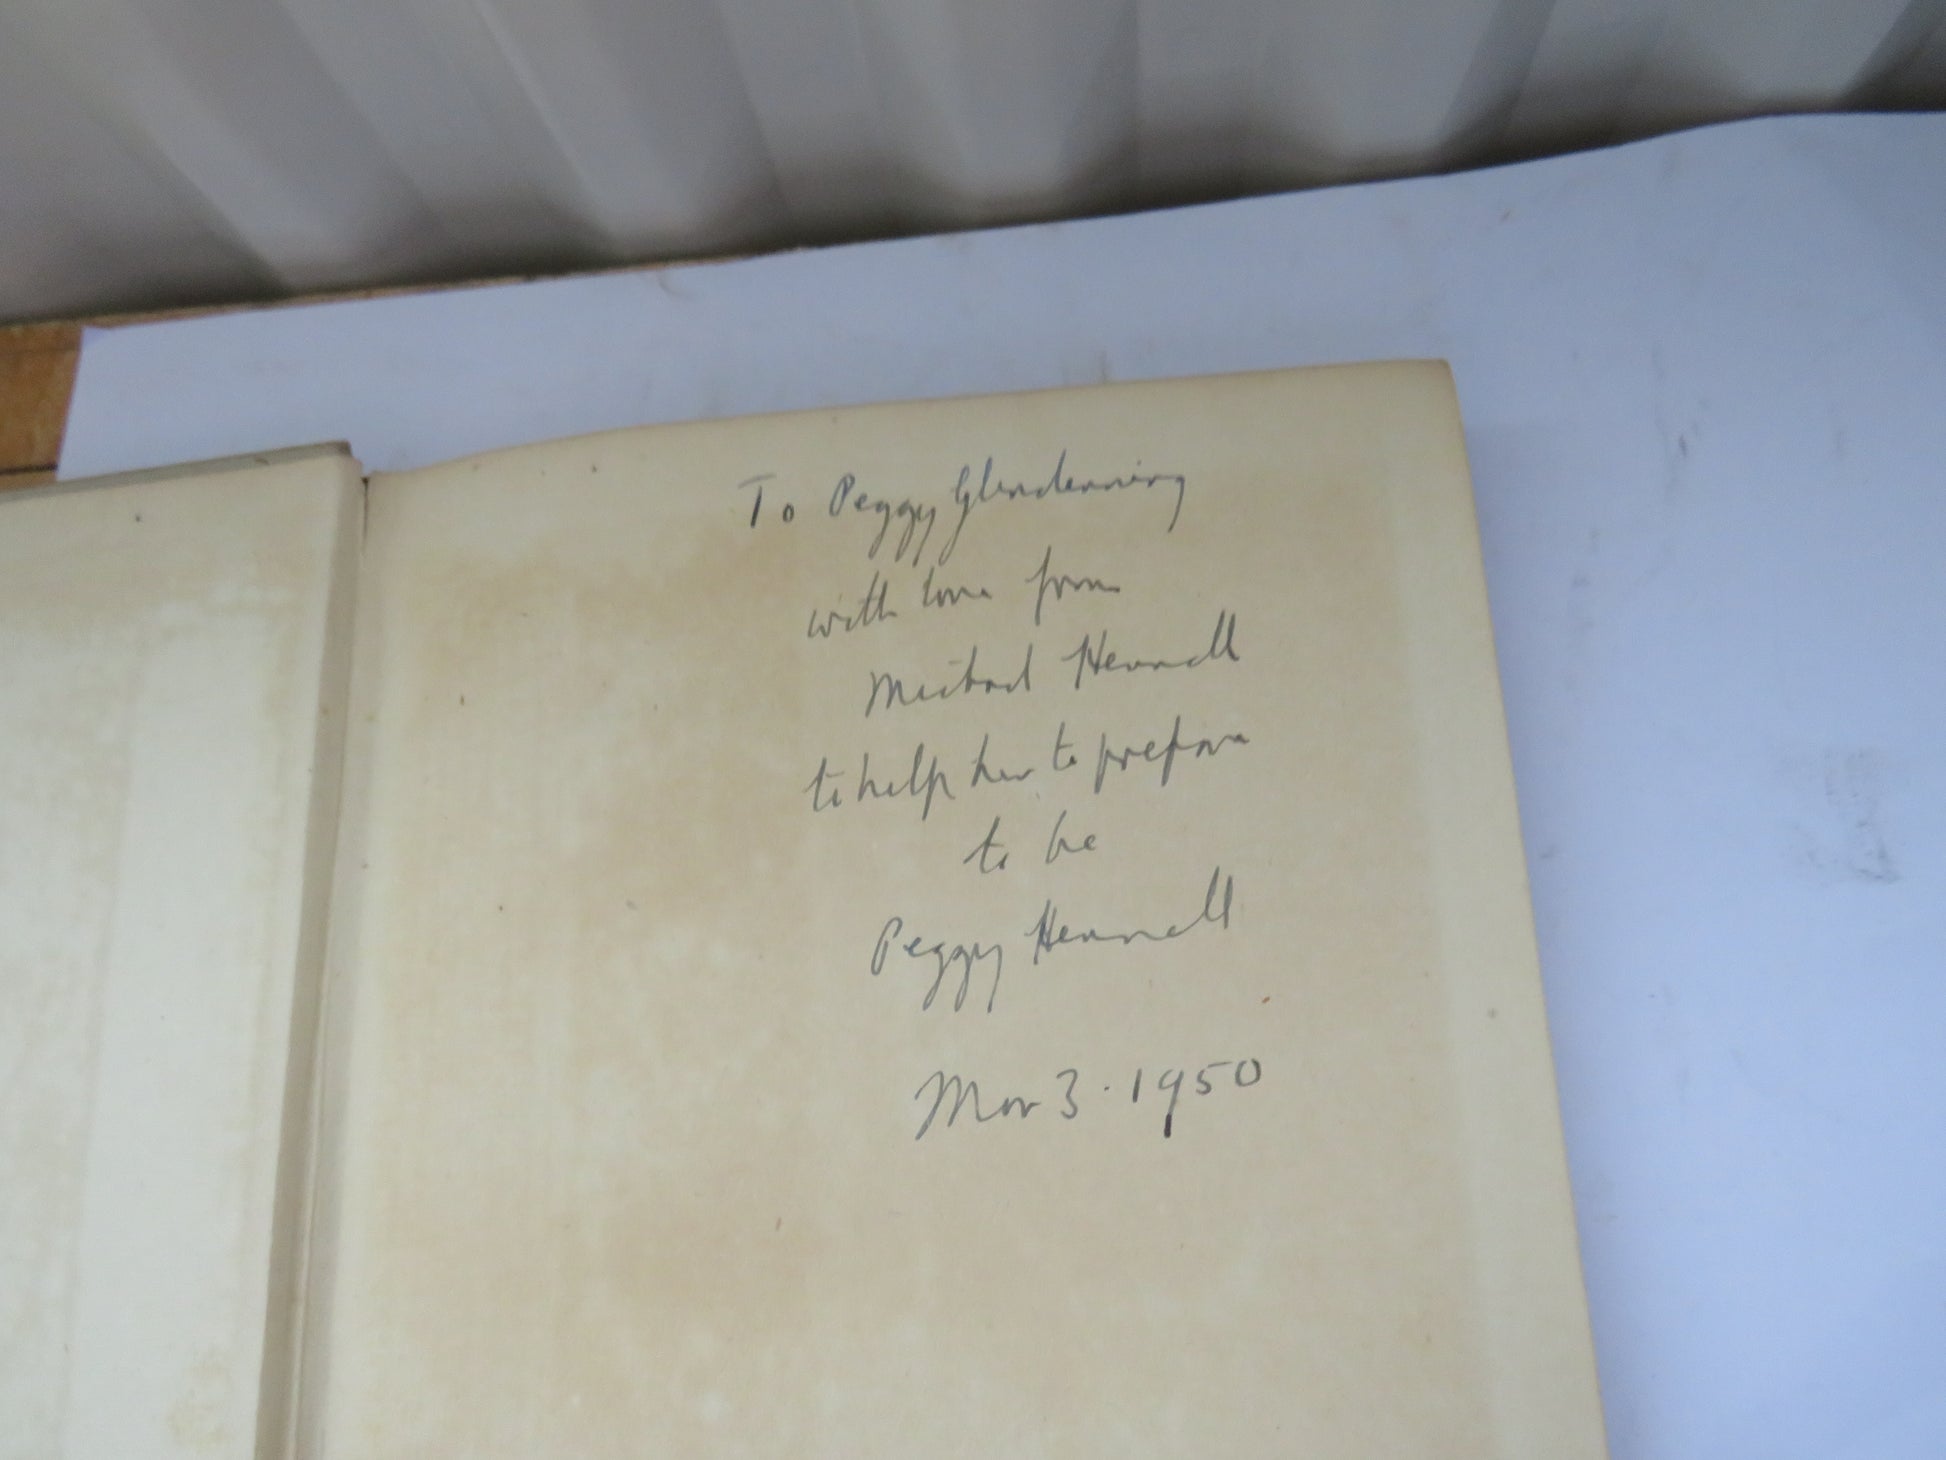 To Peggy Glendenning
with love from
Michael Hennell
to help her to prepare
to be
Peggy Hennell
Mar 3 · 1950